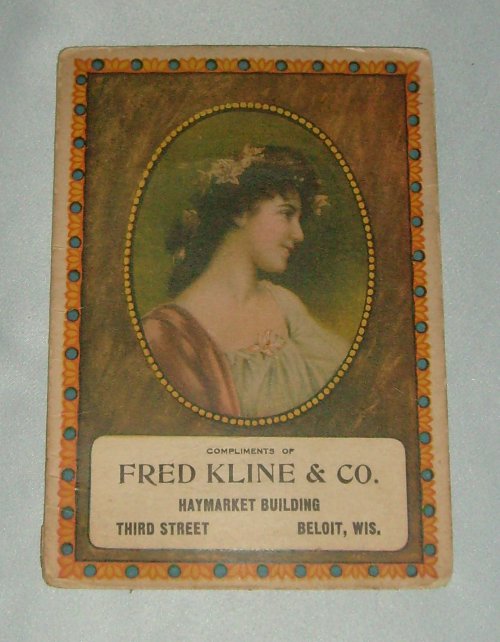 COMPLIMENTS OF
FRED KLINE & CO.
HAYMARKET BUILDING
THIRD STREET BELOIT, WIS.